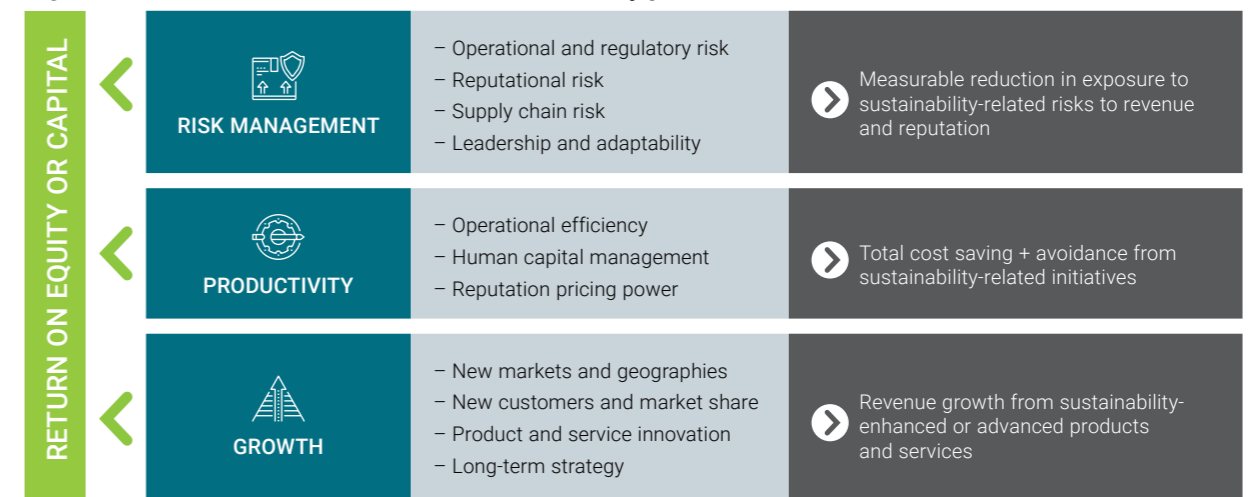 RETURN ON EQUITY OR CAPITAL
RISK MANAGEMENT
– Operational and regulatory risk
– Reputational risk
– Supply chain risk
– Leadership and adaptability
Measurable reduction in exposure to
sustainability-related risks to revenue
and reputation
PRODUCTIVITY
– Operational efficiency
– Human capital management
– Reputation pricing power
Total cost saving + avoidance from
sustainability-related initiatives
GROWTH
– New markets and geographies
– New customers and market share
– Product and service innovation
– Long-term strategy
Revenue growth from sustainability-
enhanced or advanced products
and services